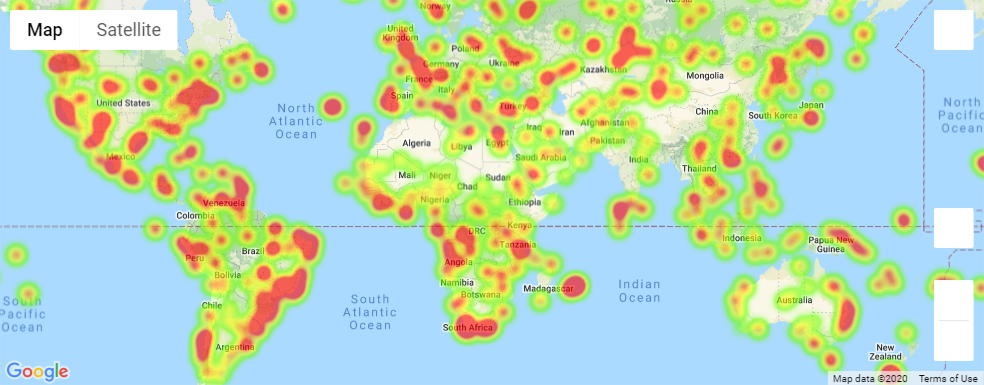 Map Satellite
Norway
United
Kingdom
Poland
Germany
Ukraine
France
Kazakhstan
Mongolia
Italy
Spain
Turkey
United States
North
Atlantic
Ocean
China
Japan
South Korea
North
Pacific
Ocean
Afghanistan
Iraq
Iran
Pakistan
Algeria
Libya
Egypt
Saudi Arabia
India
Mexico
Thailand
Mali
Niger
Sudan
Chad
Nigeria
Ethiopia
Venezuela
Colombia
DRC
Kenya
Indonesia
Papua New
Guinea
Tanzania
Brazil
Peru
Angola
Bolivia
Namibia
Botswana
Madagascar
Indian
Ocean
Australia
South
Pacific
Ocean
South
Atlantic
Ocean
Chile
South Africa
Argentina
New
Zealand
Google
Map data ©2020 Terms of Use